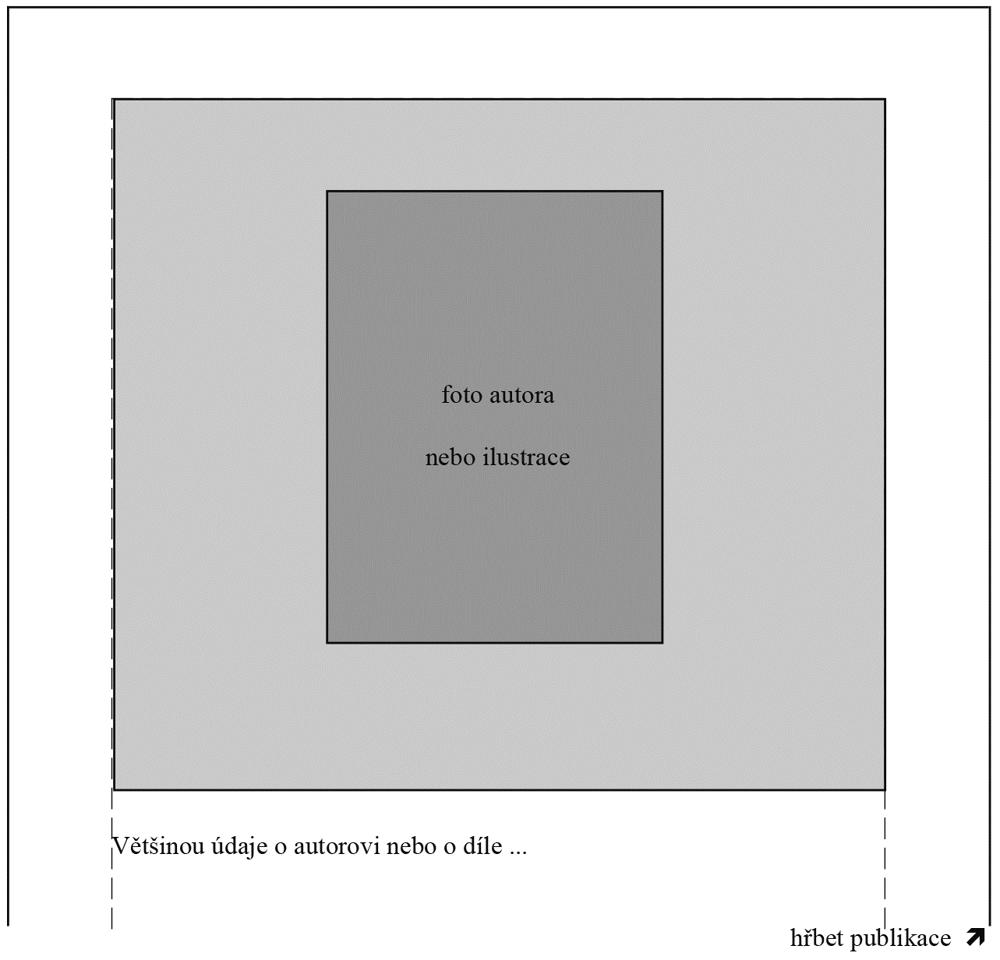 foto autora
nebo ilustrace
Většinou údaje o autorovi nebo o díle ...
hřbet publikace